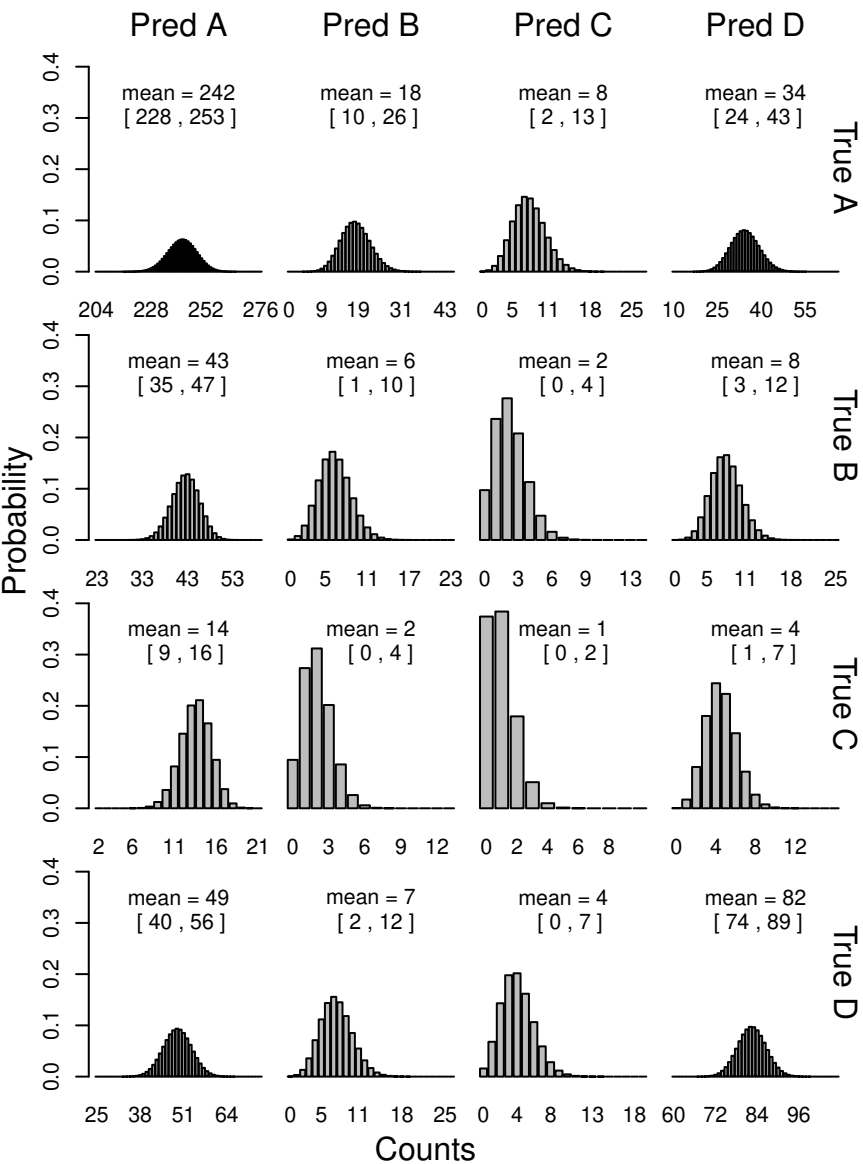 Pred A Pred B Pred C Pred D
0.0 0.1 0.2 0.3 0.4
mean = 242
[ 228 , 253 ]
mean = 18
[ 10 , 26 ]
mean = 8
[ 2 , 13 ]
mean = 34
[ 24 , 43 ]
True A
204 228 252 276
0 9 19 31 43
0 5 11 18 25
10 25 40 55
0.0 0.1 0.2 0.3 0.4
mean = 43
[ 35 , 47 ]
mean = 6
[ 1 , 10 ]
mean = 2
[ 0 , 4 ]
mean = 8
[ 3 , 12 ]
True B
23 33 43 53
0 5 11 17 23
0 3 6 9 13
0 5 11 18 25
Probability
0.0 0.1 0.2 0.3 0.4
mean = 14
[ 9 , 16 ]
mean = 2
[ 0 , 4 ]
mean = 1
[ 0 , 2 ]
mean = 4
[ 1 , 7 ]
True C
2 6 11 16 21
0 3 6 9 12
0 2 4 6 8
0 4 8 12
0.0 0.1 0.2 0.3 0.4
mean = 49
[ 40 , 56 ]
mean = 7
[ 2 , 12 ]
mean = 4
[ 0 , 7 ]
mean = 82
[ 74 , 89 ]
True D
25 38 51 64
0 5 11 18 25
0 4 8 13 18
60 72 84 96
Counts